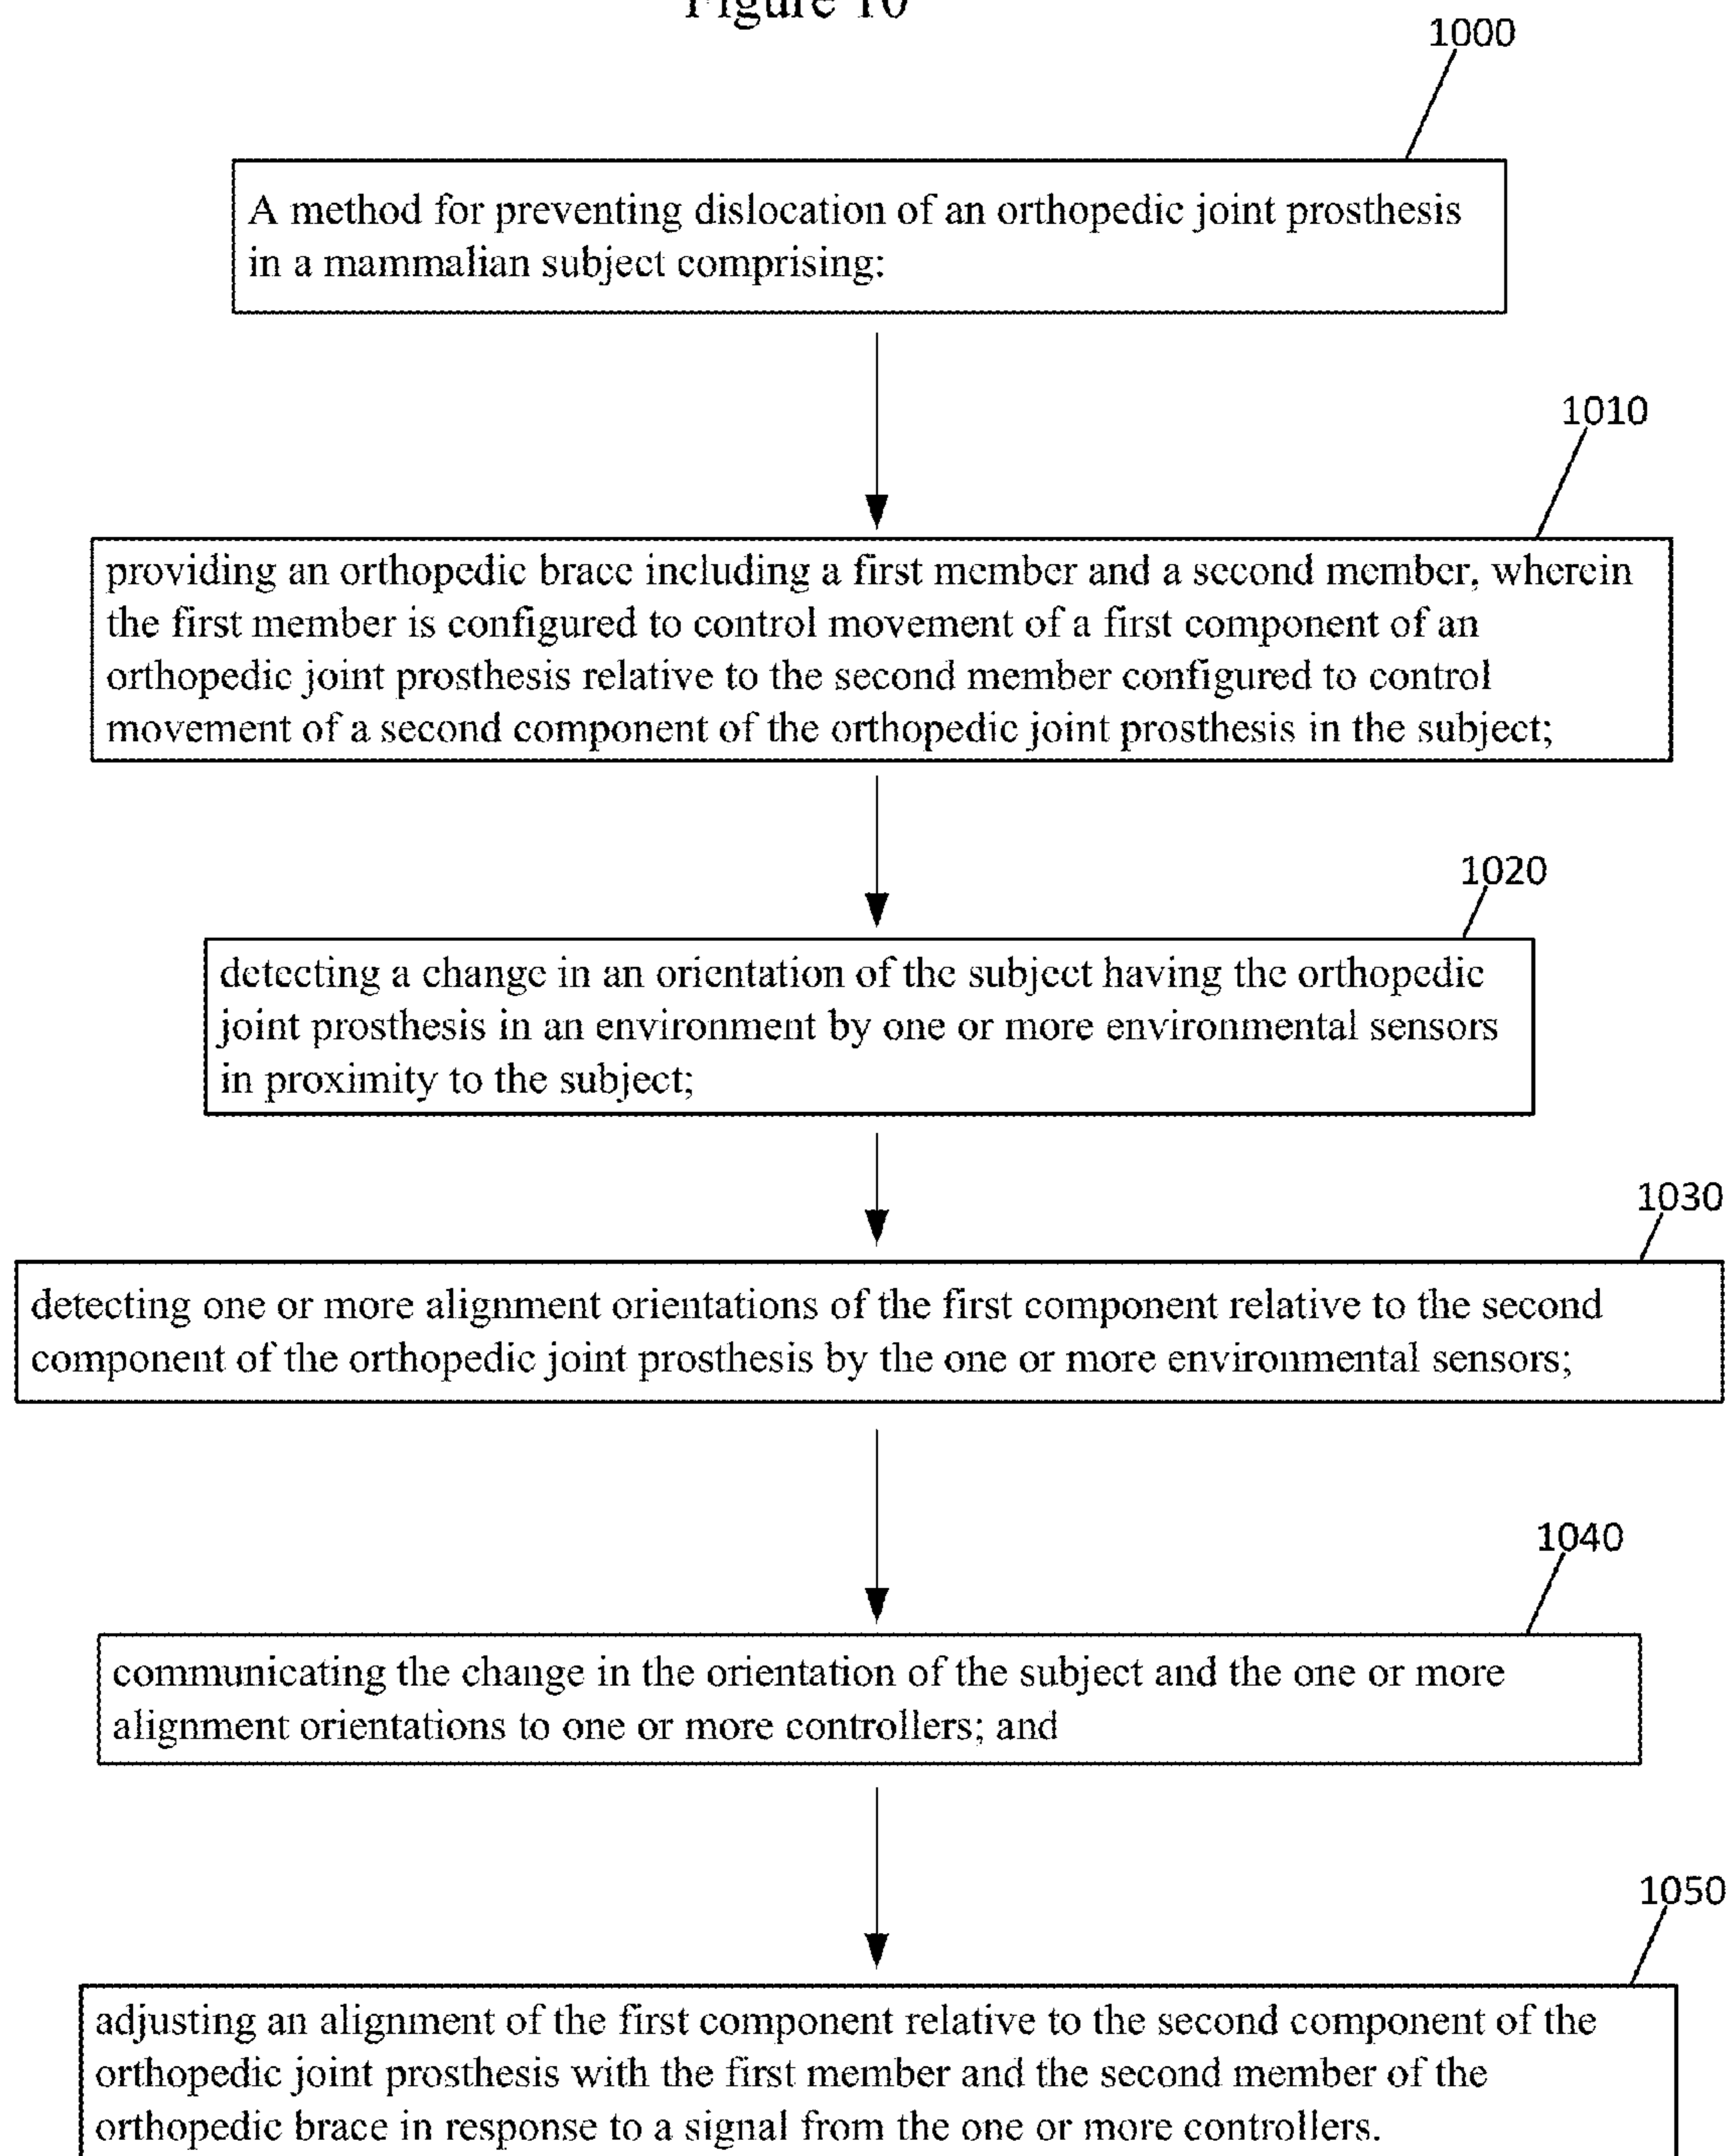 Figure 10
1000
A method for preventing dislocation of an orthopedic joint prosthesis
in a mammalian subject comprising:
1010
providing an orthopedic brace including a first member and a second member, wherein
the first member is configured to control movement of a first component of an
orthopedic joint prosthesis relative to the second member configured to control
movement of a second component of the orthopedic joint prosthesis in the subject;
1020
detecting a change in an orientation of the subject having the orthopedic
joint prosthesis in an environment by one or more environmental sensors
in proximity to the subject;
1030
detecting one or more alignment orientations of the first component relative to the second
component of the orthopedic joint prosthesis by the one or more environmental sensors;
1040
communicating the change in the orientation of the subject and the one or more
alignment orientations to one or more controllers; and
1050
adjusting an alignment of the first component relative to the second component of the
orthopedic joint prosthesis with the first member and the second member of the
orthopedic brace in response to a signal from the one or more controllers.